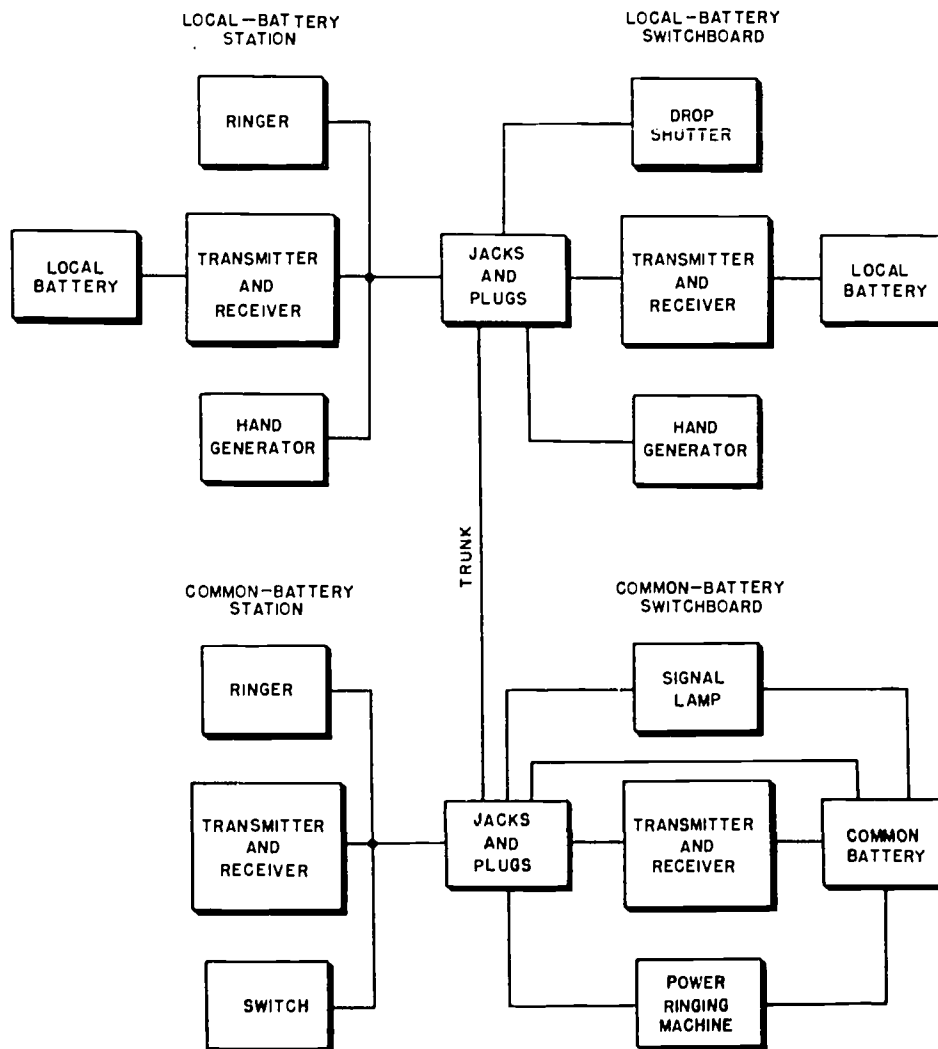 LOCAL-BATTERY
STATION
LOCAL-BATTERY
SWITCHBOARD
RINGER
DROP
SHUTTER
LOCAL
BATTERY
TRANSMITTER
AND
RECEIVER
JACKS
AND
PLUGS
TRANSMITTER
AND
RECEIVER
LOCAL
BATTERY
HAND
GENERATOR
HAND
GENERATOR
TRUNK
COMMON-BATTERY
STATION
COMMON-BATTERY
SWITCHBOARD
RINGER
SIGNAL
LAMP
TRANSMITTER
AND
RECEIVER
JACKS
AND
PLUGS
TRANSMITTER
AND
RECEIVER
COMMON
BATTERY
SWITCH
POWER
RINGING
MACHINE